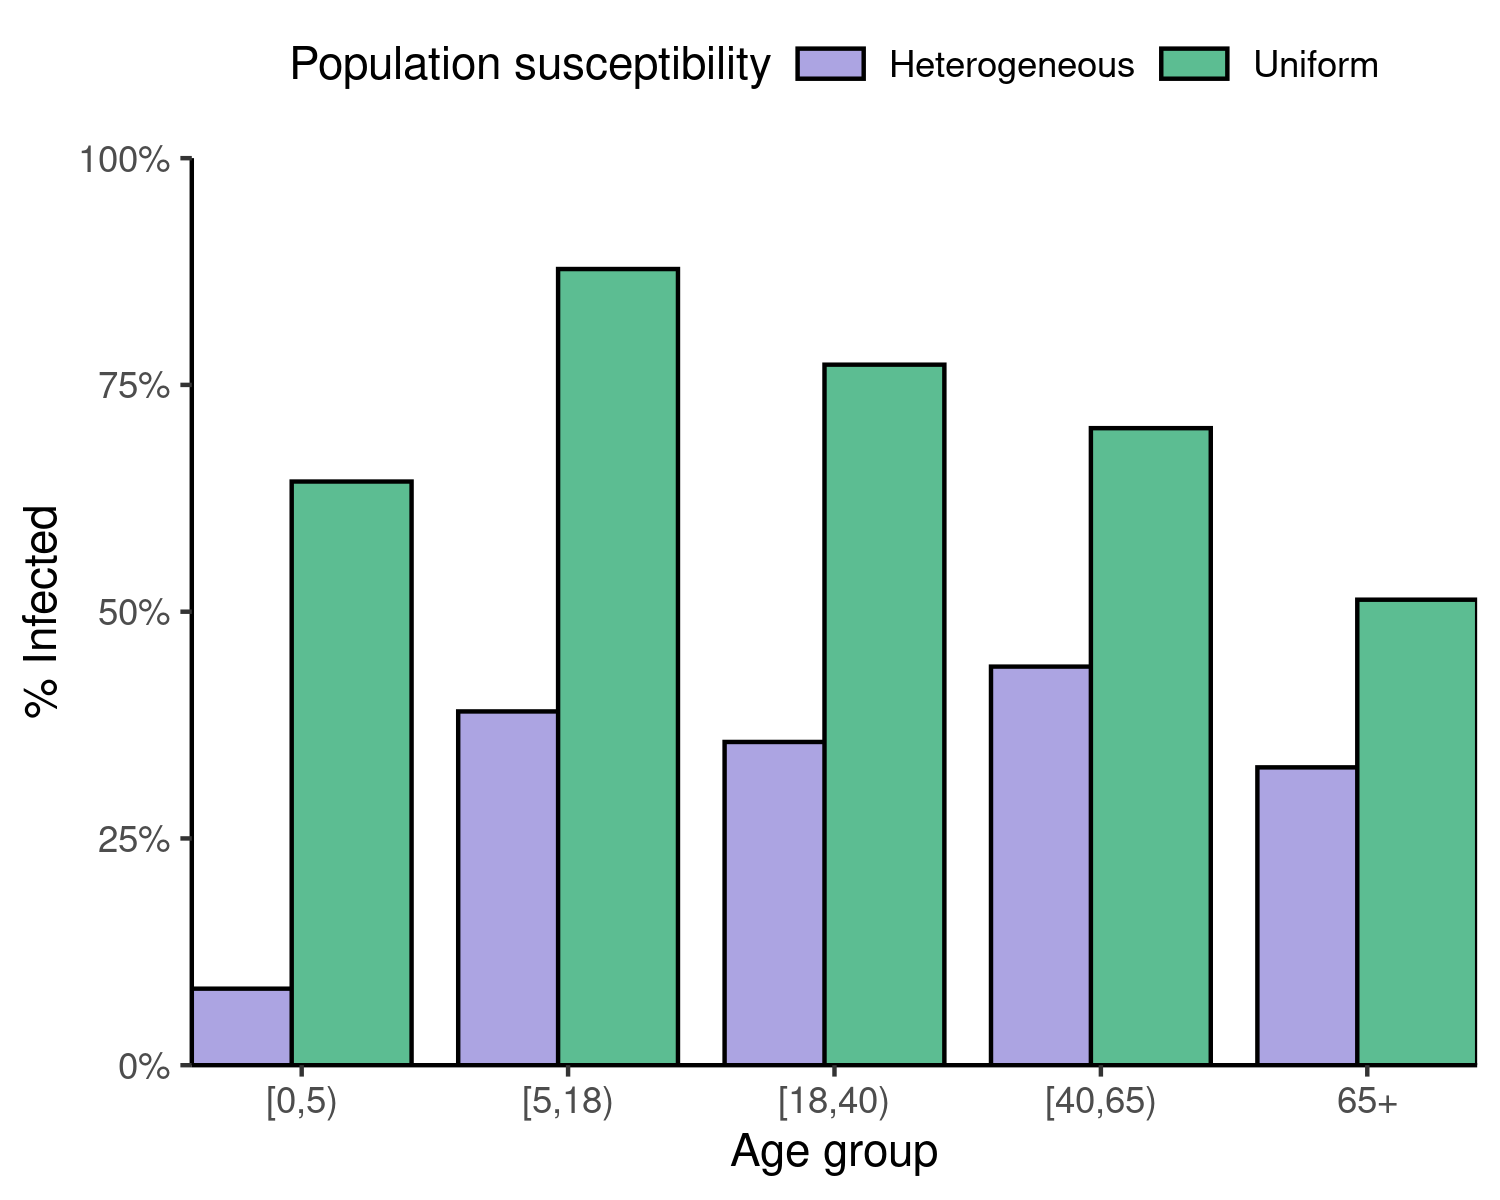 Population susceptibility Heterogeneous Uniform
100%
75%
50%
25%
0%
% Infected
[0,5) [5,18) [18,40) [40,65) 65+
Age group